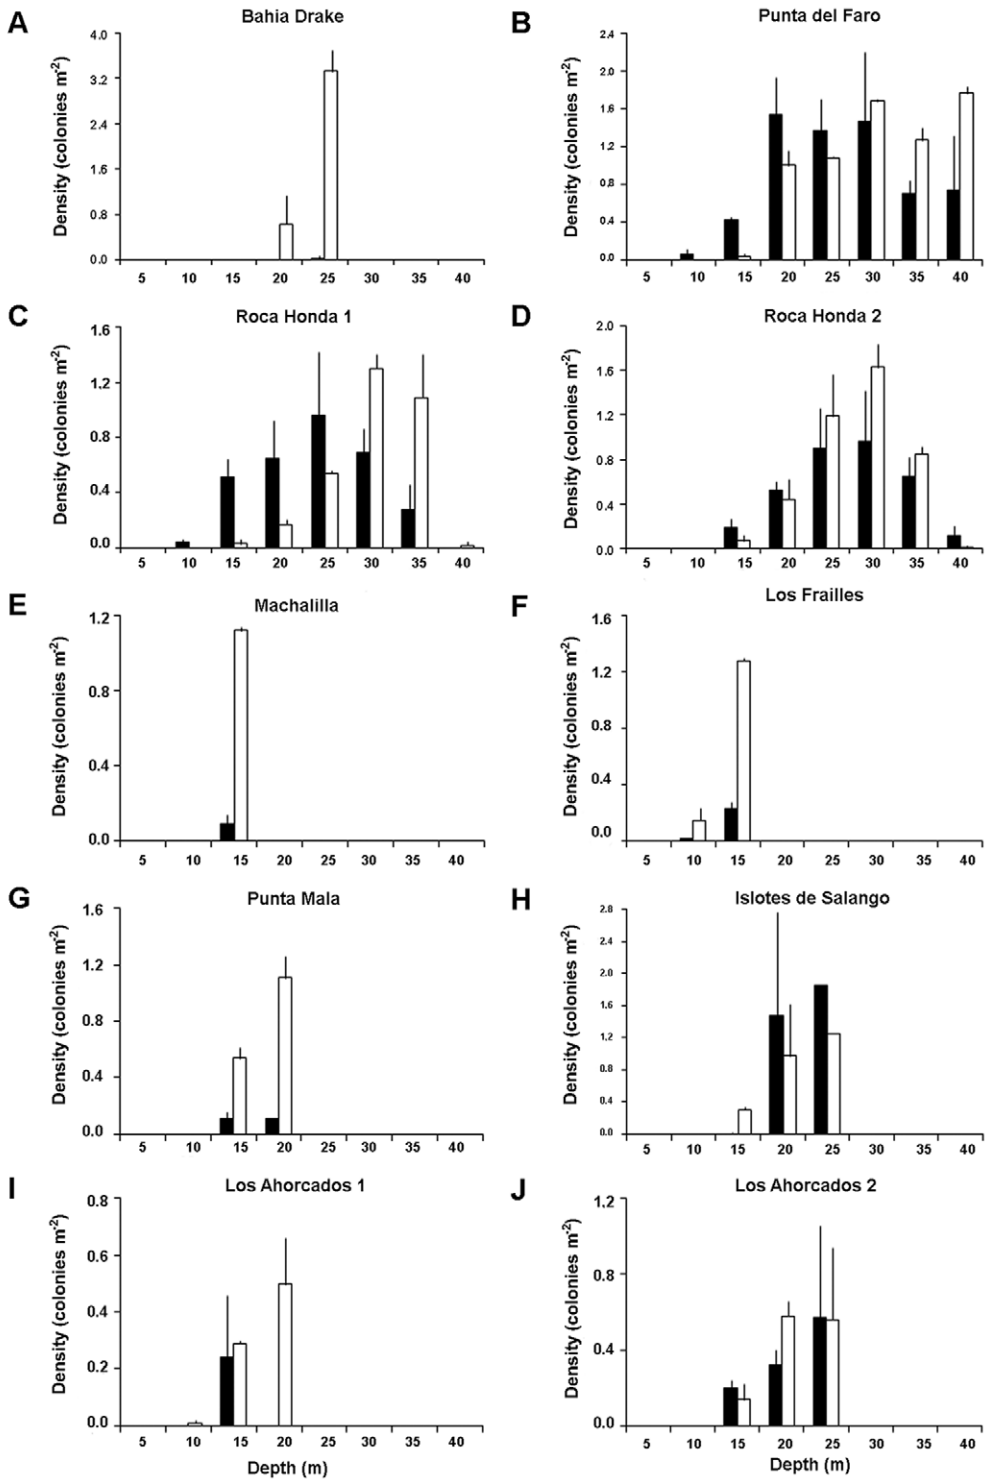 A
Bahia Drake
Density (colonies m-2)
4.0
3.2
2.4
1.6
0.8
0.0
5 10 15 20 25 30 35 40
B
Punta del Faro
Density (colonies m-2)
2.4
2.0
1.6
1.2
0.8
0.4
0.0
5 10 15 20 25 30 35 40
C
Roca Honda 1
Density (colonies m-2)
1.6
1.2
0.8
0.4
0.0
5 10 15 20 25 30 35 40
D
Roca Honda 2
Density (colonies m-2)
2.0
1.6
1.2
0.8
0.4
0.0
5 10 15 20 25 30 35 40
E
Machalilla
Density (colonies m-2)
1.2
0.8
0.4
0.0
5 10 15 20 25 30 35 40
F
Los Frailles
Density (colonies m-2)
1.6
1.2
0.8
0.4
0.0
5 10 15 20 25 30 35 40
G
Punta Mala
Density (colonies m-2)
1.6
1.2
0.8
0.4
0.0
5 10 15 20 25 30 35 40
H
Islotes de Salango
Density (colonies m-2)
2.8
2.4
2.0
1.6
1.2
0.8
0.4
0.0
5 10 15 20 25 30 35 40
I
Los Ahorcados 1
Density (colonies m-2)
0.8
0.6
0.4
0.2
0.0
5 10 15 20 25 30 35 40
Depth (m)
J
Los Ahorcados 2
Density (colonies m-2)
1.2
0.8
0.4
0.0
5 10 15 20 25 30 35 40
Depth (m)